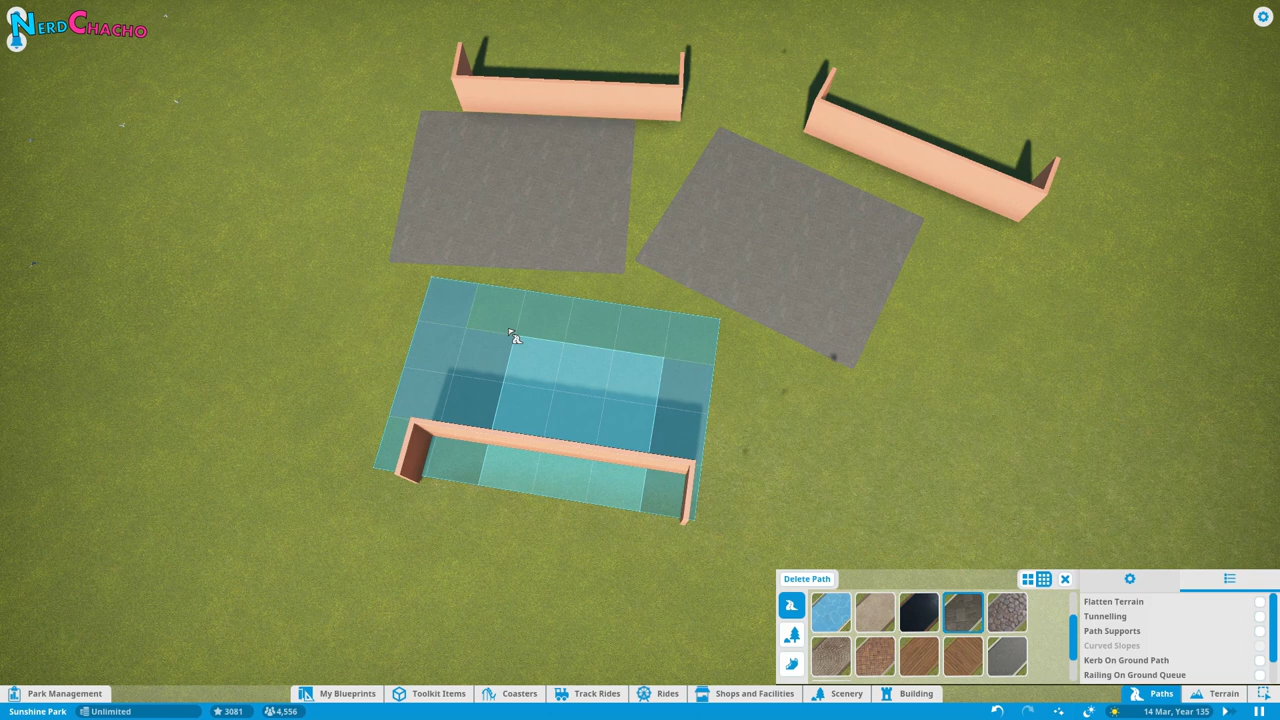 NERDCHACHO
Delete Path
Flatten Terrain
Tunnelling
Path Supports
Curved Slopes
Kerb On Ground Path
Railing On Ground Queue
Park Management
My Blueprints
Toolkit Items
Coasters
Track Rides
Rides
Shops and Facilities
Scenery
Building
Paths
Terrain
Sunshine Park
Unlimited
3081
4,556
14 Mar, Year 135